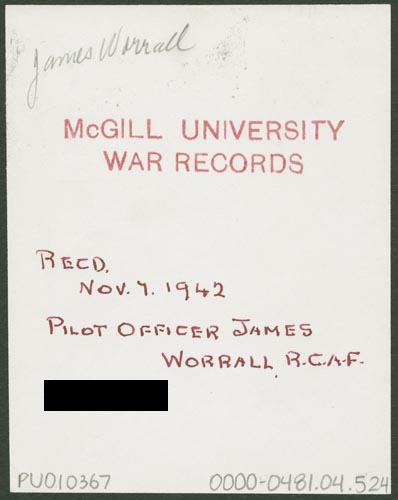 James Worrall
McGILL UNIVERSITY
WAR RECORDS
RECD.
NOV. 7. 1942
PILOT OFFICER JAMES
WORRALL, R.C.A.F.
PU010367
0000-0481.04.524